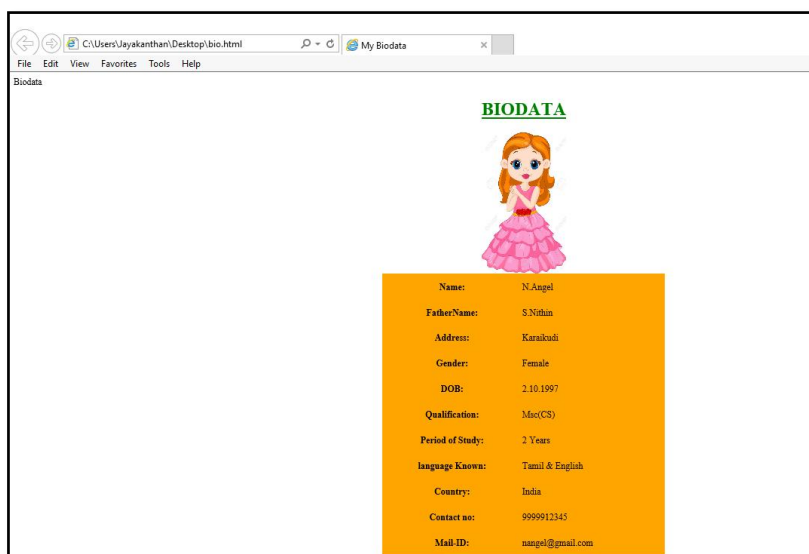 C:\Users\Jayakanthan\Desktop\bio.html
My Biodata
File Edit View Favorites Tools Help
Biodata
BIODATA
Name: N.Angel
FatherName: S.Nithin
Address: Karaikudi
Gender: Female
DOB: 2.10.1997
Qualification: Msc(CS)
Period of Study: 2 Years
language Known: Tamil & English
Country: India
Contact no: 9999912345
Mail-ID: nangel@gmail.com